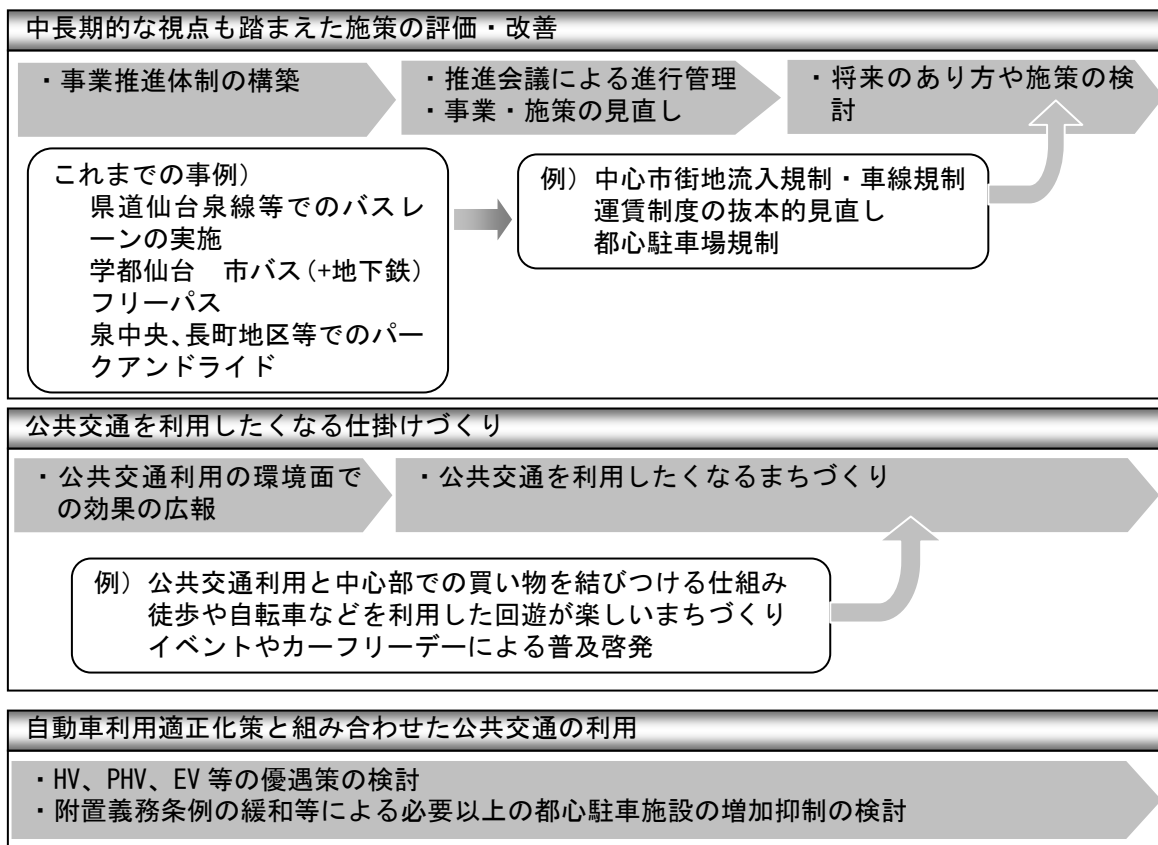 中長期的な視点も踏まえた施策の評価・改善
・事業推進体制の構築
・推進会議による進行管理
・事業・施策の見直し
・将来のあり方や施策の検
討
これまでの事例）
県道仙台泉線等でのバスレ
ーンの実施
学都仙台　市バス(+地下鉄)
フリーパス
泉中央、長町地区等でのパー
クアンドライド
例）中心市街地流入規制・車線規制
運賃制度の抜本的見直し
都心駐車場規制
公共交通を利用したくなる仕掛けづくり
・公共交通利用の環境面で
の効果の広報
・公共交通を利用したくなるまちづくり
例）公共交通利用と中心部での買い物を結びつける仕組み
徒歩や自転車などを利用した回遊が楽しいまちづくり
イベントやカーフリーデーによる普及啓発
自動車利用適正化策と組み合わせた公共交通の利用
・HV、PHV、EV 等の優遇策の検討
・附置義務条例の緩和等による必要以上の都心駐車施設の増加抑制の検討